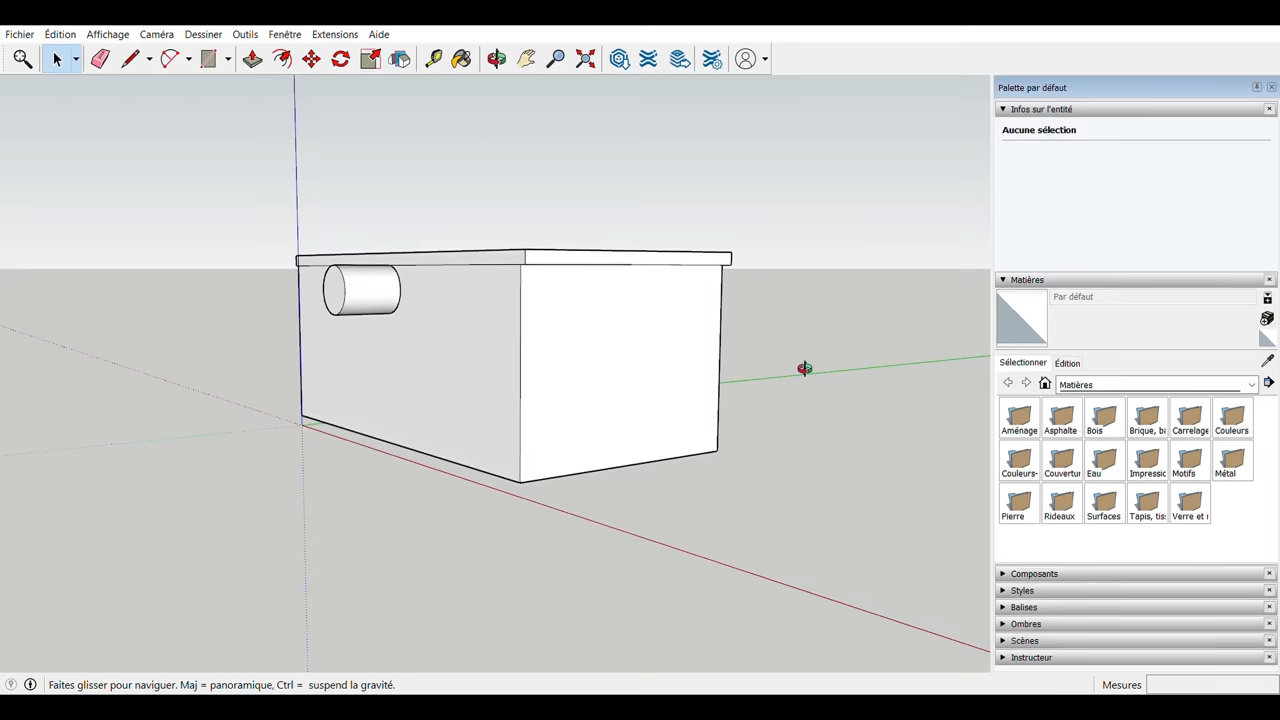 Fichier Édition Affichage Caméra Dessiner Outils Fenêtre Extensions Aide
Palette par défaut
Infos sur l'entité
Aucune sélection
Matières
Par défaut
Sélectionner Édition
Matières
Aménage Asphalte Bois Brique, ba Carrelage Couleurs
Couleurs- Couvertu Eau Impressic Motifs Métal
Pierre Rideaux Surfaces Tapis, tis Verre et r
Composants
Styles
Balises
Ombres
Scènes
Instructeur
Faites glisser pour naviguer. Maj = panoramique, Ctrl = suspend la gravité. Mesures